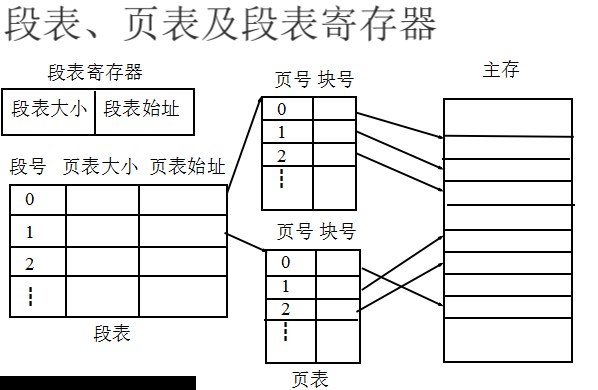 段表、页表及段表寄存器
段表寄存器
段表大小 段表始址
段号 页表大小 页表始址
0
1
2
段表
页号 块号
0
1
2
页号 块号
0
1
2
页表
主存